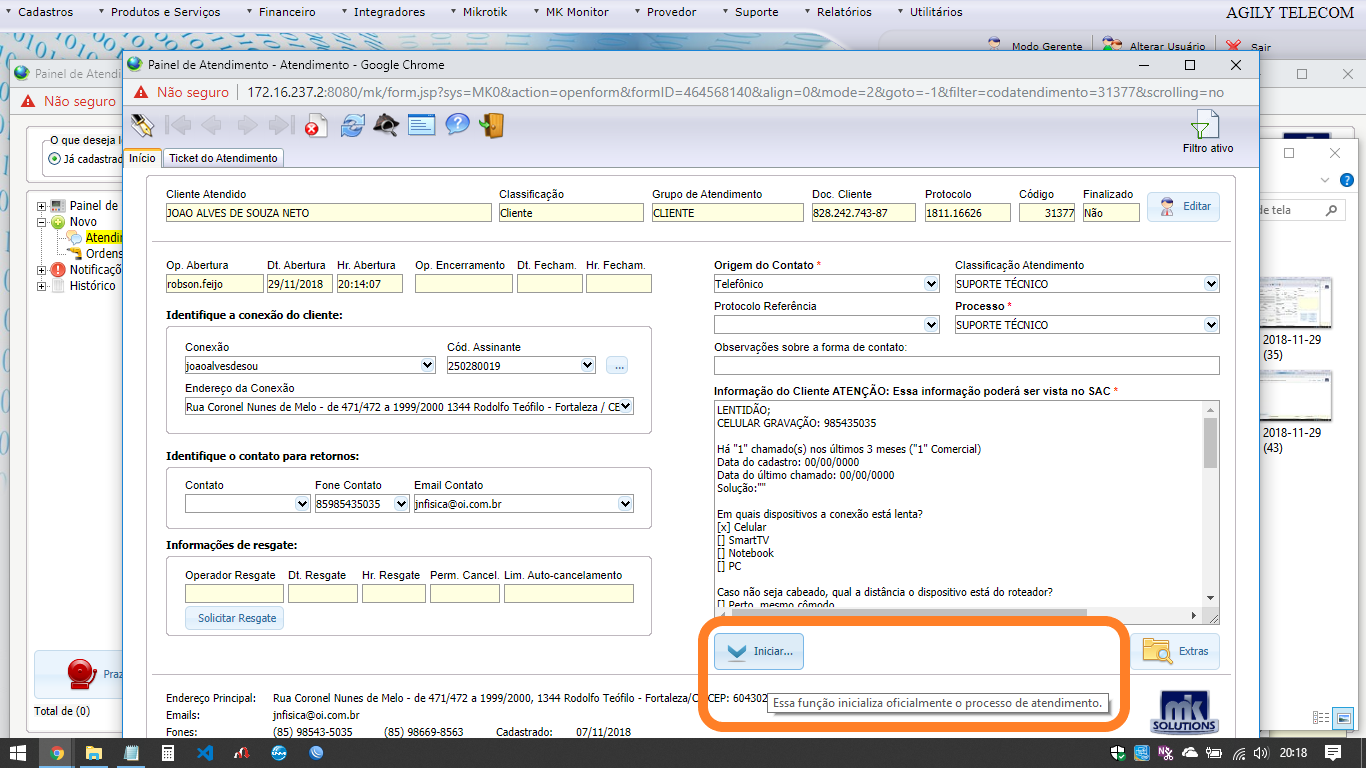 Cadastros Produtos e Serviços Financeiro Integradores Mikrotik MK Monitor Provedor Suporte Relatórios Utilitários AGILY TELECOM
Modo Gerente Alterar Usuário Sair
Painel de Atend
Painel de Atendimento - Atendimento - Google Chrome
Não seguro
Não seguro 172.16.237.2:8080/mk/form.jsp?sys=MK0&action=openform&formID=464568140&align=0&mode=2&goto=-1&filter=codatendimento=31377&scrolling=no
Filtro ativo
O que deseja
Já cadastrad
Início Ticket do Atendimento
Painel de
Novo
Atendi
Ordens
Notificaçõ
Histórico
Cliente Atendido Classificação Grupo de Atendimento Doc. Cliente Protocolo Código Finalizado
JOAO ALVES DE SOUZA NETO Cliente CLIENTE 828.242.743-87 1811.16626 31377 Não Editar
de tela
Op. Abertura Dt. Abertura Hr. Abertura Op. Encerramento Dt. Fecham. Hr. Fecham.
robson.feijo 29/11/2018 20:14:07
Origem do Contato * Classificação Atendimento
Telefônico SUPORTE TÉCNICO
Protocolo Referência Processo *
SUPORTE TÉCNICO
Observações sobre a forma de contato:
Identifique a conexão do cliente:
Conexão Cód. Assinante
joaoalvesdesou 250280019 ...
Endereço da Conexão
Rua Coronel Nunes de Melo - de 471/472 a 1999/2000 1344 Rodolfo Teófilo - Fortaleza / CE
Informação do Cliente ATENÇÃO: Essa informação poderá ser vista no SAC *
LENTIDÃO;
CELULAR GRAVAÇÃO: 985435035
Há "1" chamado(s) nos últimos 3 meses ("1" Comercial)
Data do cadastro: 00/00/0000
Data do último chamado: 00/00/0000
Solução:""
Em quais dispositivos a conexão está lenta?
[x] Celular
[] SmartTV
[] Notebook
[] PC
Caso não seja cabeado, qual a distância o dispositivo está do roteador?
[] Perto, mesmo cômodo
2018-11-29
(35)
2018-11-29
(43)
Identifique o contato para retornos:
Contato Fone Contato Email Contato
85985435035 jnfisica@oi.com.br
Informações de resgate:
Operador Resgate Dt. Resgate Hr. Resgate Perm. Cancel. Lim. Auto-cancelamento
Solicitar Resgate
Iniciar... Extras
Essa função inicializa oficialmente o processo de atendimento.
Praz
Total de (0)
Endereço Principal: Rua Coronel Nunes de Melo - de 471/472 a 1999/2000, 1344 Rodolfo Teófilo - Fortaleza/C CEP: 604302
Emails: jnfisica@oi.com.br
Fones: (85) 98543-5035 (85) 98669-8563 Cadastrado: 07/11/2018
mk
SOLUTIONS
20:18